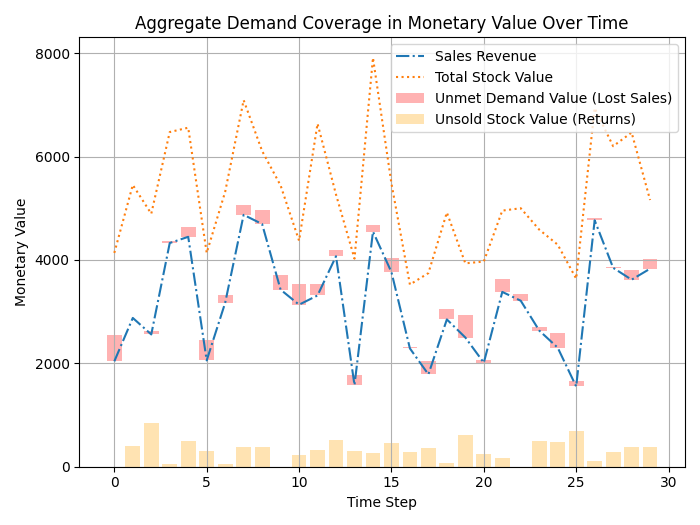 Aggregate Demand Coverage in Monetary Value Over Time
Sales Revenue
Total Stock Value
Unmet Demand Value (Lost Sales)
Unsold Stock Value (Returns)
Monetary Value
8000
6000
4000
2000
0
0 5 10 15 20 25 30
Time Step